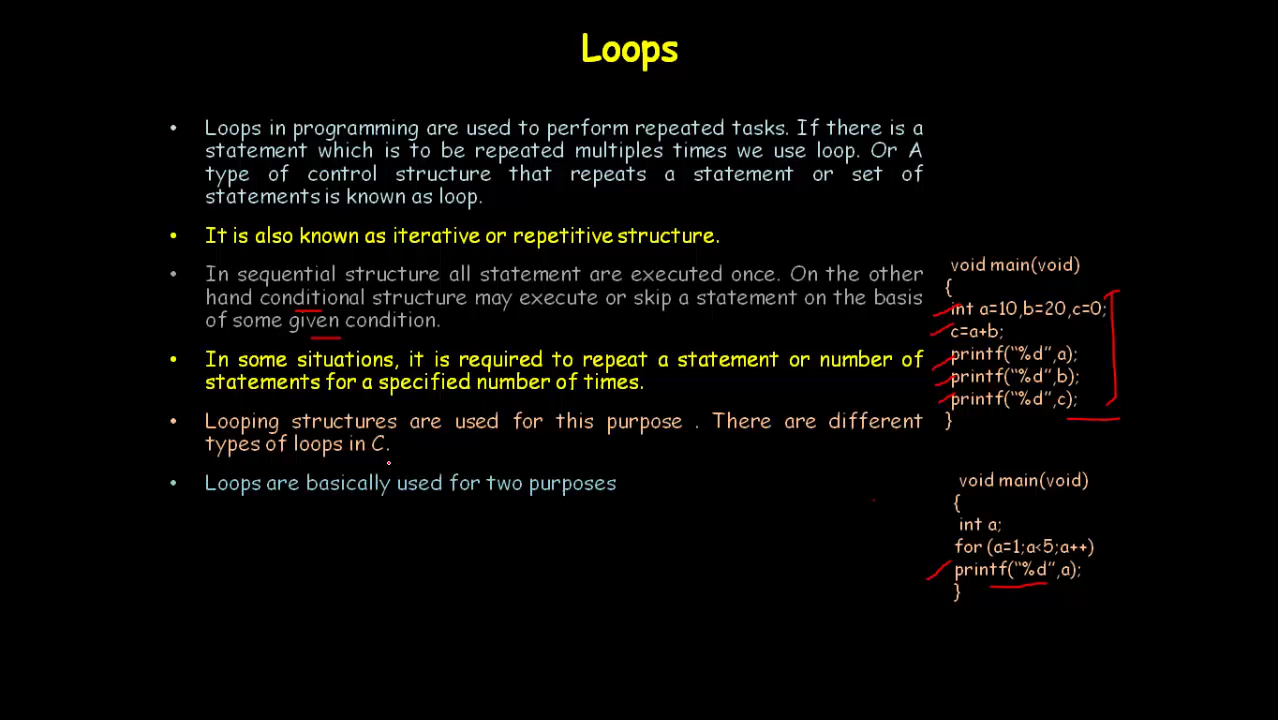 Loops
• Loops in programming are used to perform repeated tasks. If there is a
statement which is to be repeated multiples times we use loop. Or A
type of control structure that repeats a statement or set of
statements is known as loop.
• It is also known as iterative or repetitive structure.
• In sequential structure all statement are executed once. On the other
hand conditional structure may execute or skip a statement on the basis
of some given condition.
• In some situations, it is required to repeat a statement or number of
statements for a specified number of times.
• Looping structures are used for this purpose . There are different
types of loops in C.
• Loops are basically used for two purposes
void main(void)
{
int a=10,b=20,c=0;
c=a+b;
printf(“%d”,a);
printf(“%d”,b);
printf(“%d”,c);
}
void main(void)
{
int a;
for (a=1;a<5;a++)
printf(“%d”,a);
}